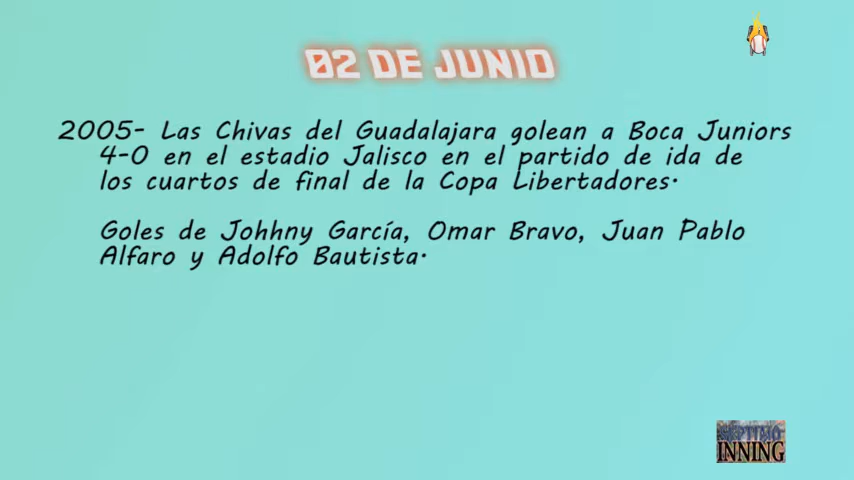 02 DE JUNIO
2005- Las Chivas del Guadalajara golean a Boca Juniors
4-0 en el estadio Jalisco en el partido de ida de
los cuartos de final de la Copa Libertadores.
Goles de Johhny García, Omar Bravo, Juan Pablo
Alfaro y Adolfo Bautista.
SÉPTIMO
INNING